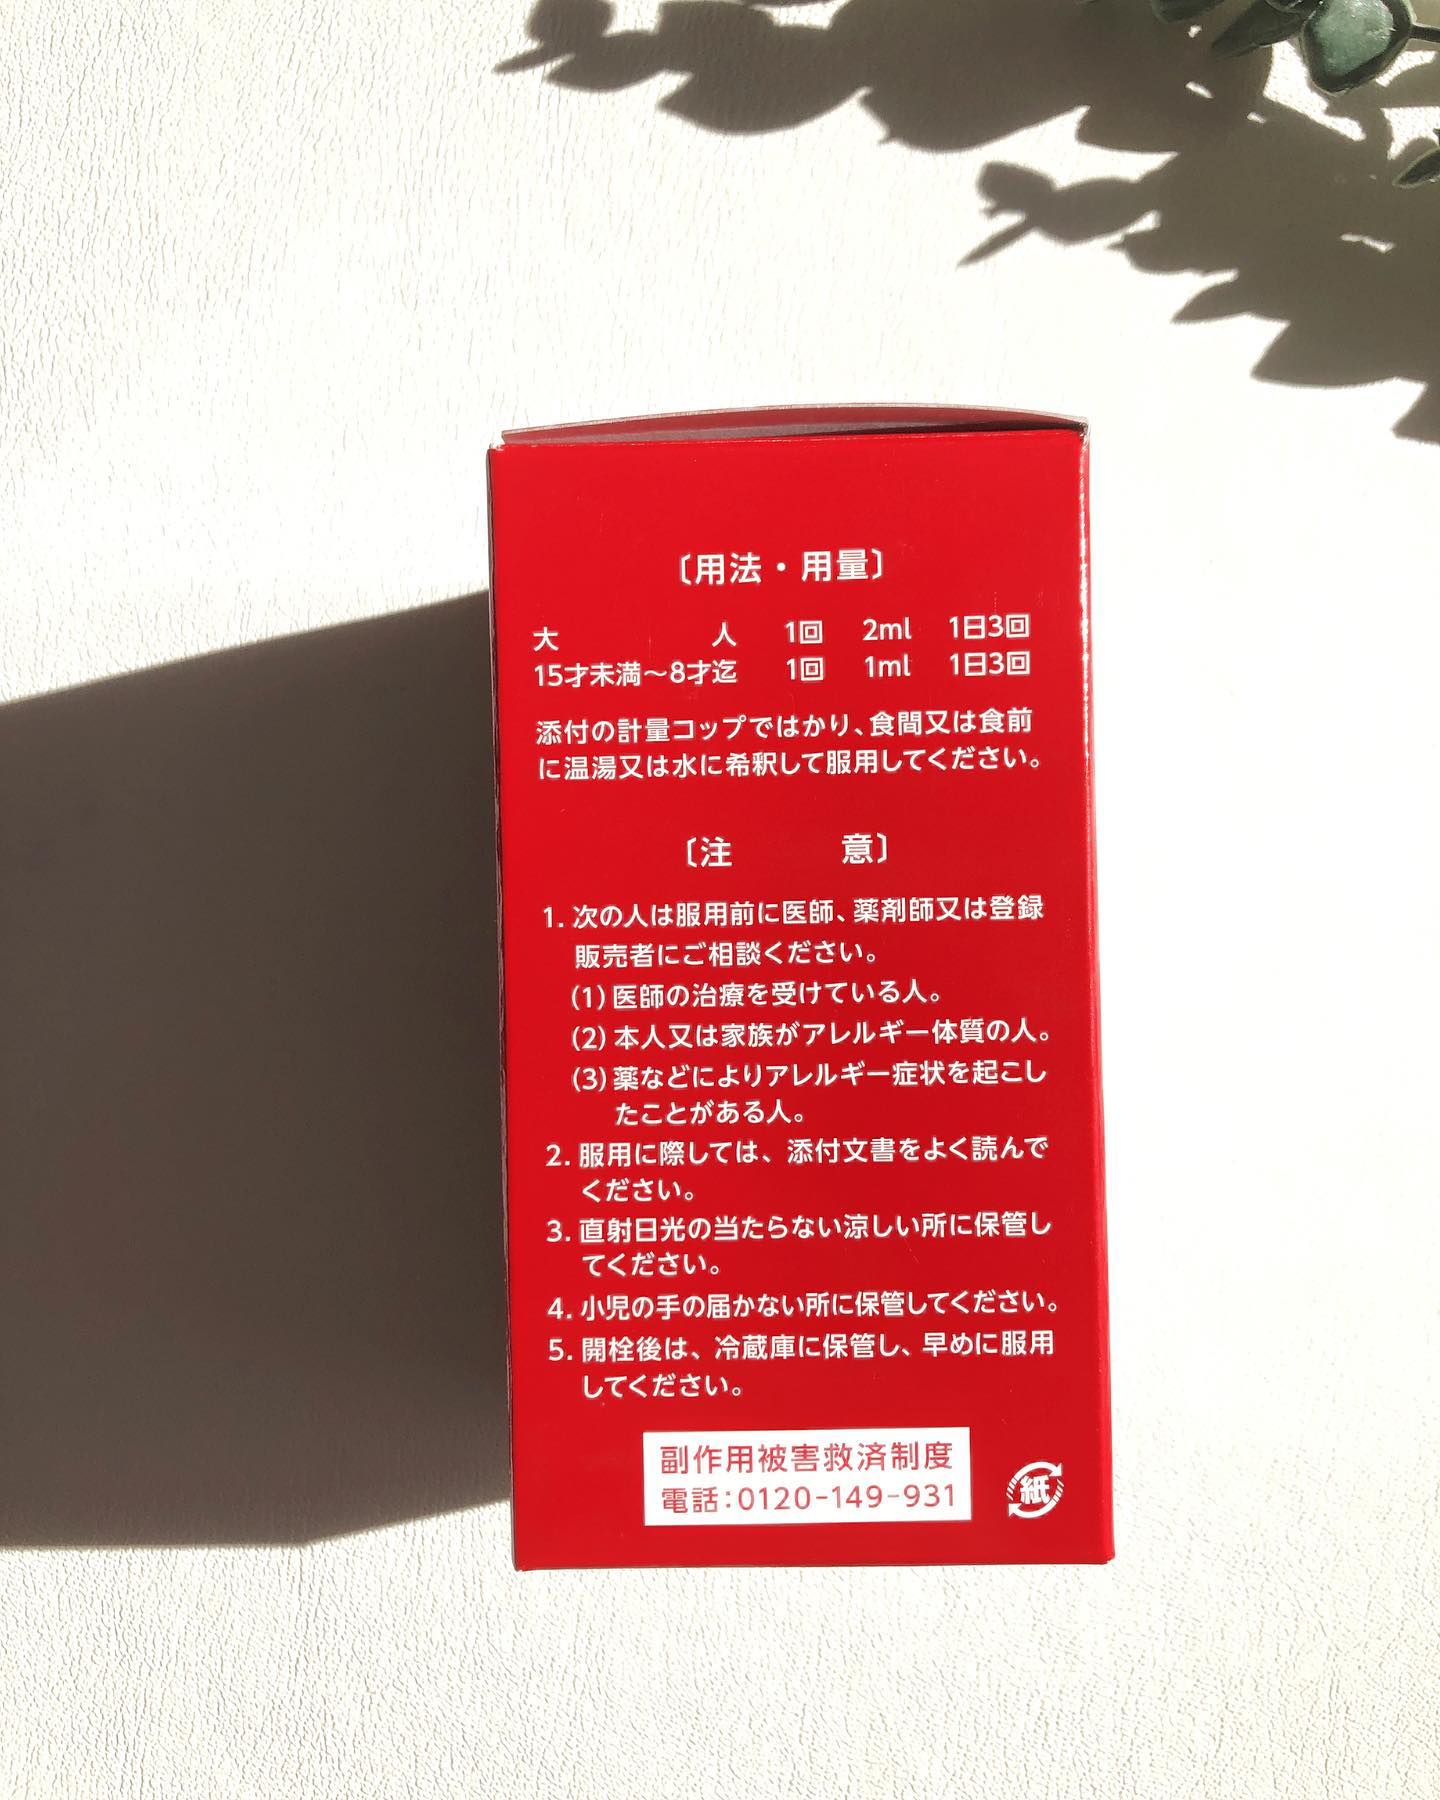 〔用法・用量〕
大人 1回 2ml 1日3回
15才未満～8才迄 1回 1ml 1日3回
添付の計量コップではかり、食間又は食前
に温湯又は水に希釈して服用してください。
〔注意〕
1. 次の人は服用前に医師、薬剤師又は登録
販売者にご相談ください。
(1) 医師の治療を受けている人。
(2) 本人又は家族がアレルギー体質の人。
(3) 薬などによりアレルギー症状を起こし
たことがある人。
2. 服用に際しては、添付文書をよく読んで
ください。
3. 直射日光の当たらない涼しい所に保管し
てください。
4. 小児の手の届かない所に保管してください。
5. 開栓後は、冷蔵庫に保管し、早めに服用
してください。
副作用被害救済制度
電話：0120-149-931
紙